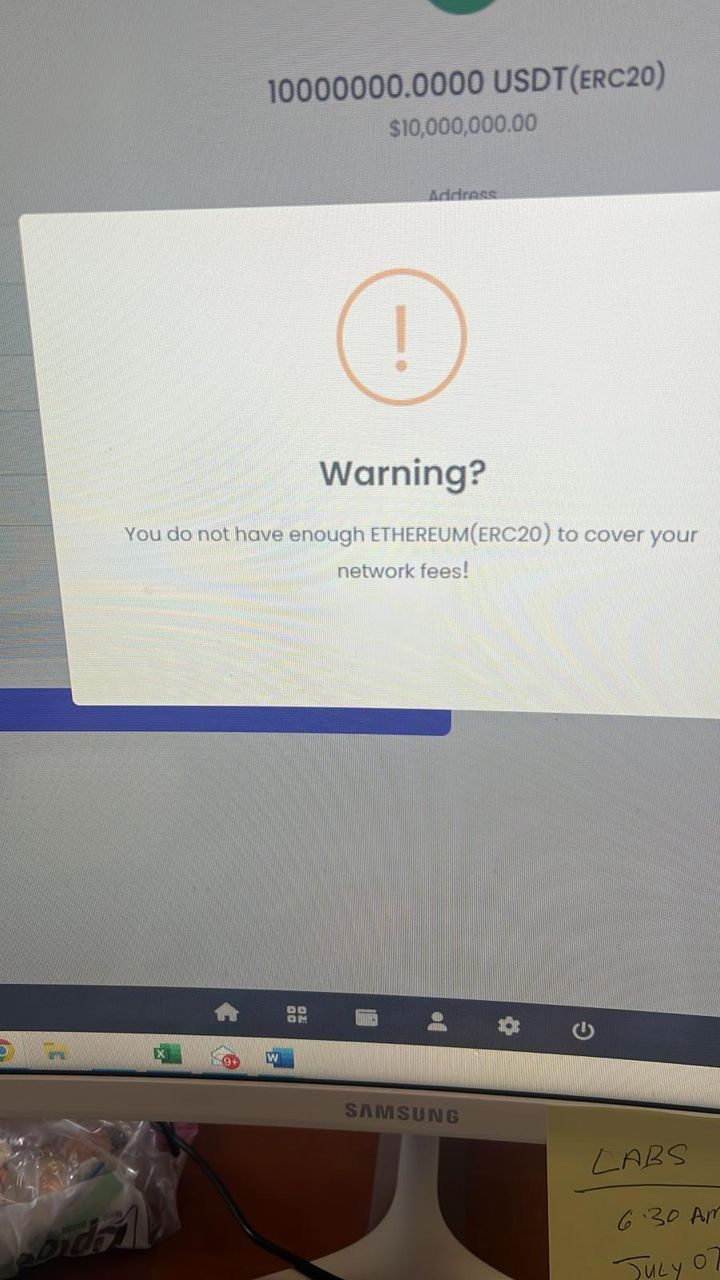 10000000.0000 USDT(ERC20)
$10,000,000.00
Address
!
Warning?
You do not have enough ETHEREUM(ERC20) to cover your
network fees!
X
9+
W
SAMSUNG
LABS
6:30 AM
JULY 07